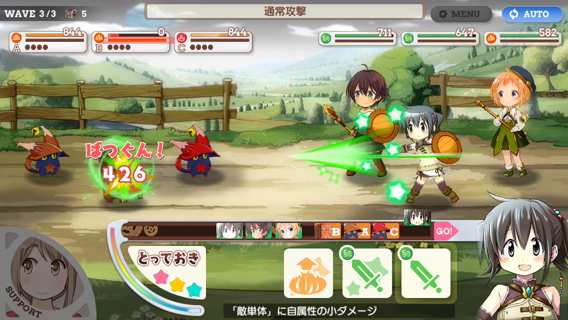 WAVE 3/3 5
通常攻撃
MENU
AUTO
844
A
B
844
C
711
647
582
ばつぐん!
426
B A C GO!
とっておき
SUPPORT
「敵単体」に自属性の小ダメージ